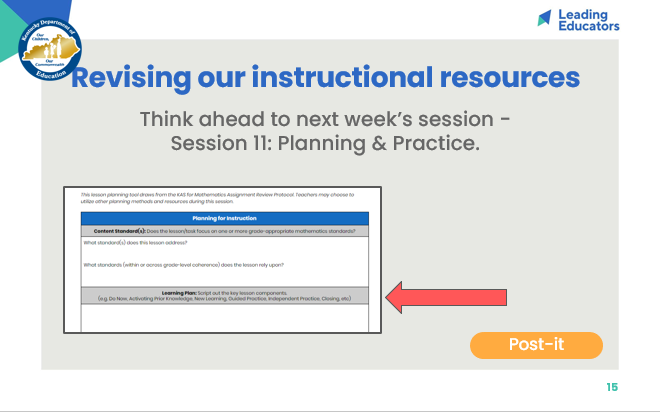 Kentucky Department of
Our
Children,
Our
Commonwealth
Education
Leading
Educators
Revising our instructional resources
Think ahead to next week's session -
Session 11: Planning & Practice.
This lesson planning tool draws from the KAS for Mathematics Assignment Review Protocol. Teachers may choose to
utilize other planning methods and resources during this session.
Planning for Instruction
Content Standard(s): Does the lesson/task focus on one or more grade-appropriate mathematics standards?
What standard(s) does this lesson address?
What standards (within or across grade-level coherence) does the lesson rely upon?
Learning Plan: Script out the key lesson components.
(e.g. Do Now, Activating Prior Knowledge, New Learning, Guided Practice, Independent Practice, Closing, etc)
Post-it
15